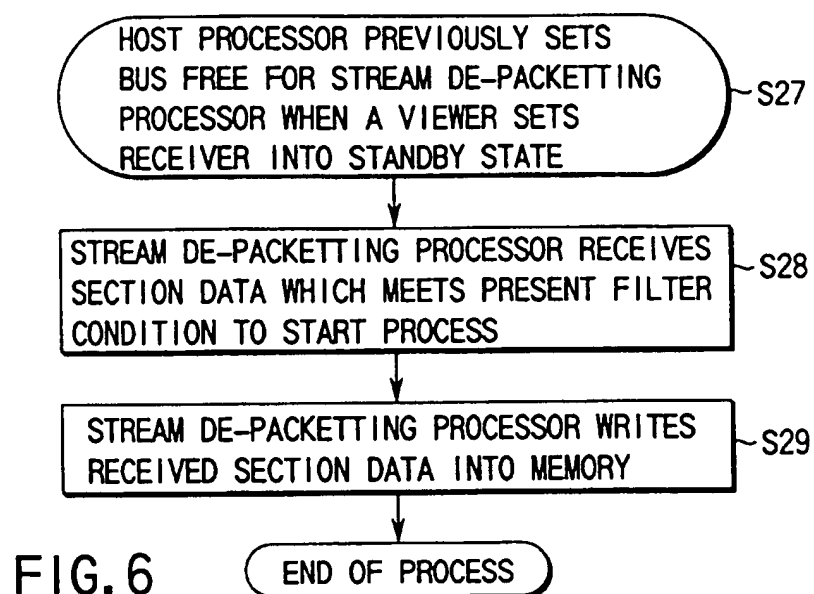 HOST PROCESSOR PREVIOUSLY SETS
BUS FREE FOR STREAM DE-PACKETTING
PROCESSOR WHEN A VIEWER SETS
RECEIVER INTO STANDBY STATE
S27
STREAM DE-PACKETTING PROCESSOR RECEIVES
SECTION DATA WHICH MEETS PRESENT FILTER
CONDITION TO START PROCESS
S28
STREAM DE-PACKETTING PROCESSOR WRITES
RECEIVED SECTION DATA INTO MEMORY
S29
END OF PROCESS
FIG. 6